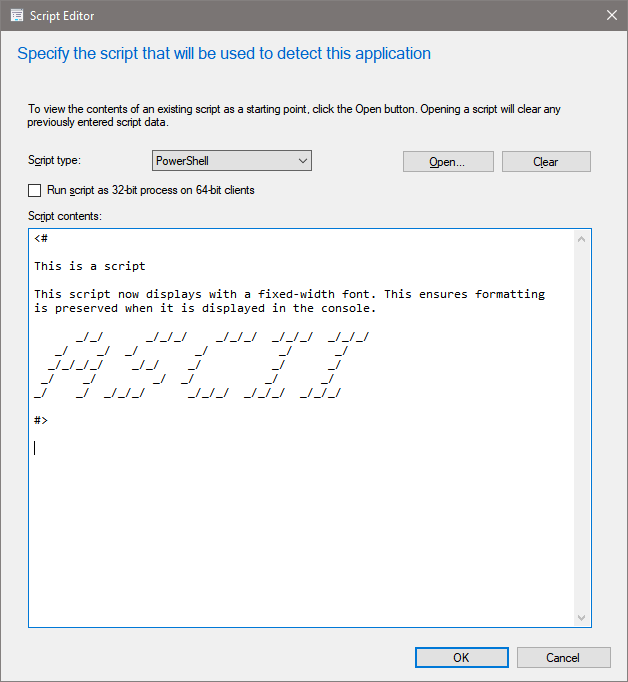 Script Editor
Specify the script that will be used to detect this application
To view the contents of an existing script as a starting point, click the Open button. Opening a script will clear any
previously entered script data.
Script type:
PowerShell
Open...
Clear
Run script as 32-bit process on 64-bit clients
Script contents:
<#
This is a script
This script now displays with a fixed-width font. This ensures formatting
is preserved when it is displayed in the console.
      _/_/      _/_/_/    _/_/_/  _/_/_/  _/_/_/
   _/    _/  _/        _/          _/      _/
  _/_/_/_/    _/_/    _/          _/      _/
 _/    _/        _/  _/          _/      _/
_/    _/  _/_/_/      _/_/_/  _/_/_/  _/_/_/
#>
OK
Cancel